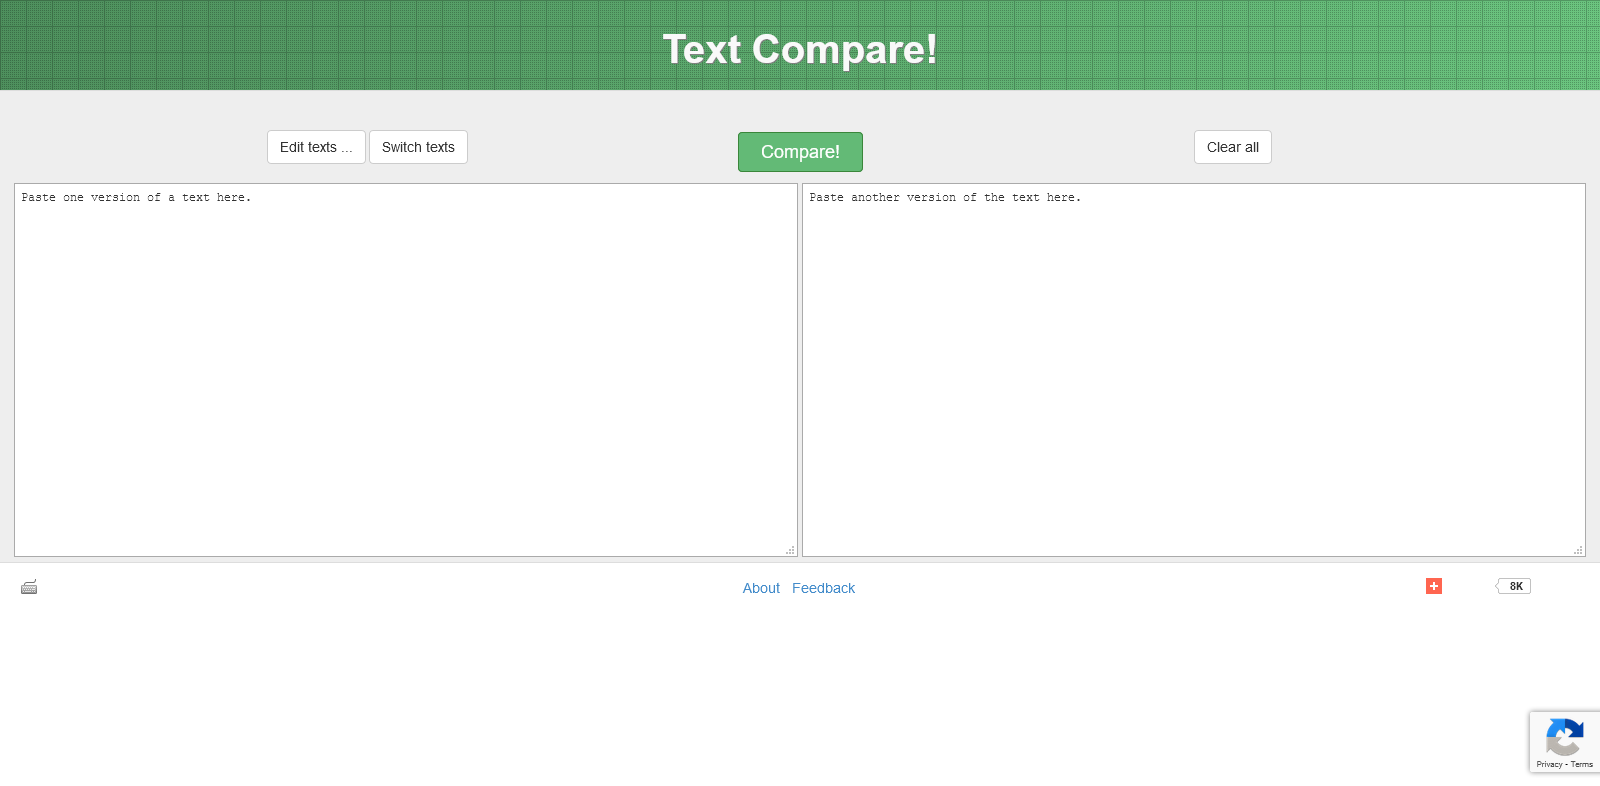 Text Compare!
Edit texts ... Switch texts Compare! Clear all
Paste one version of a text here.
Paste another version of the text here.
About Feedback
8K
Privacy - Terms